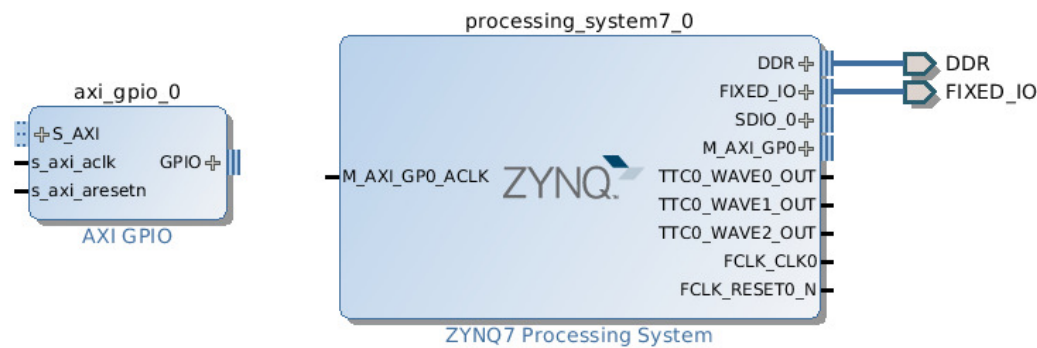 axi_gpio_0
S_AXI
s_axi_aclk
s_axi_aresetn
GPIO
AXI GPIO
processing_system7_0
M_AXI_GP0_ACLK
ZYNQ
DDR
FIXED_IO
SDIO_0
M_AXI_GP0
TTC0_WAVE0_OUT
TTC0_WAVE1_OUT
TTC0_WAVE2_OUT
FCLK_CLK0
FCLK_RESET0_N
ZYNQ7 Processing System
DDR
FIXED_IO